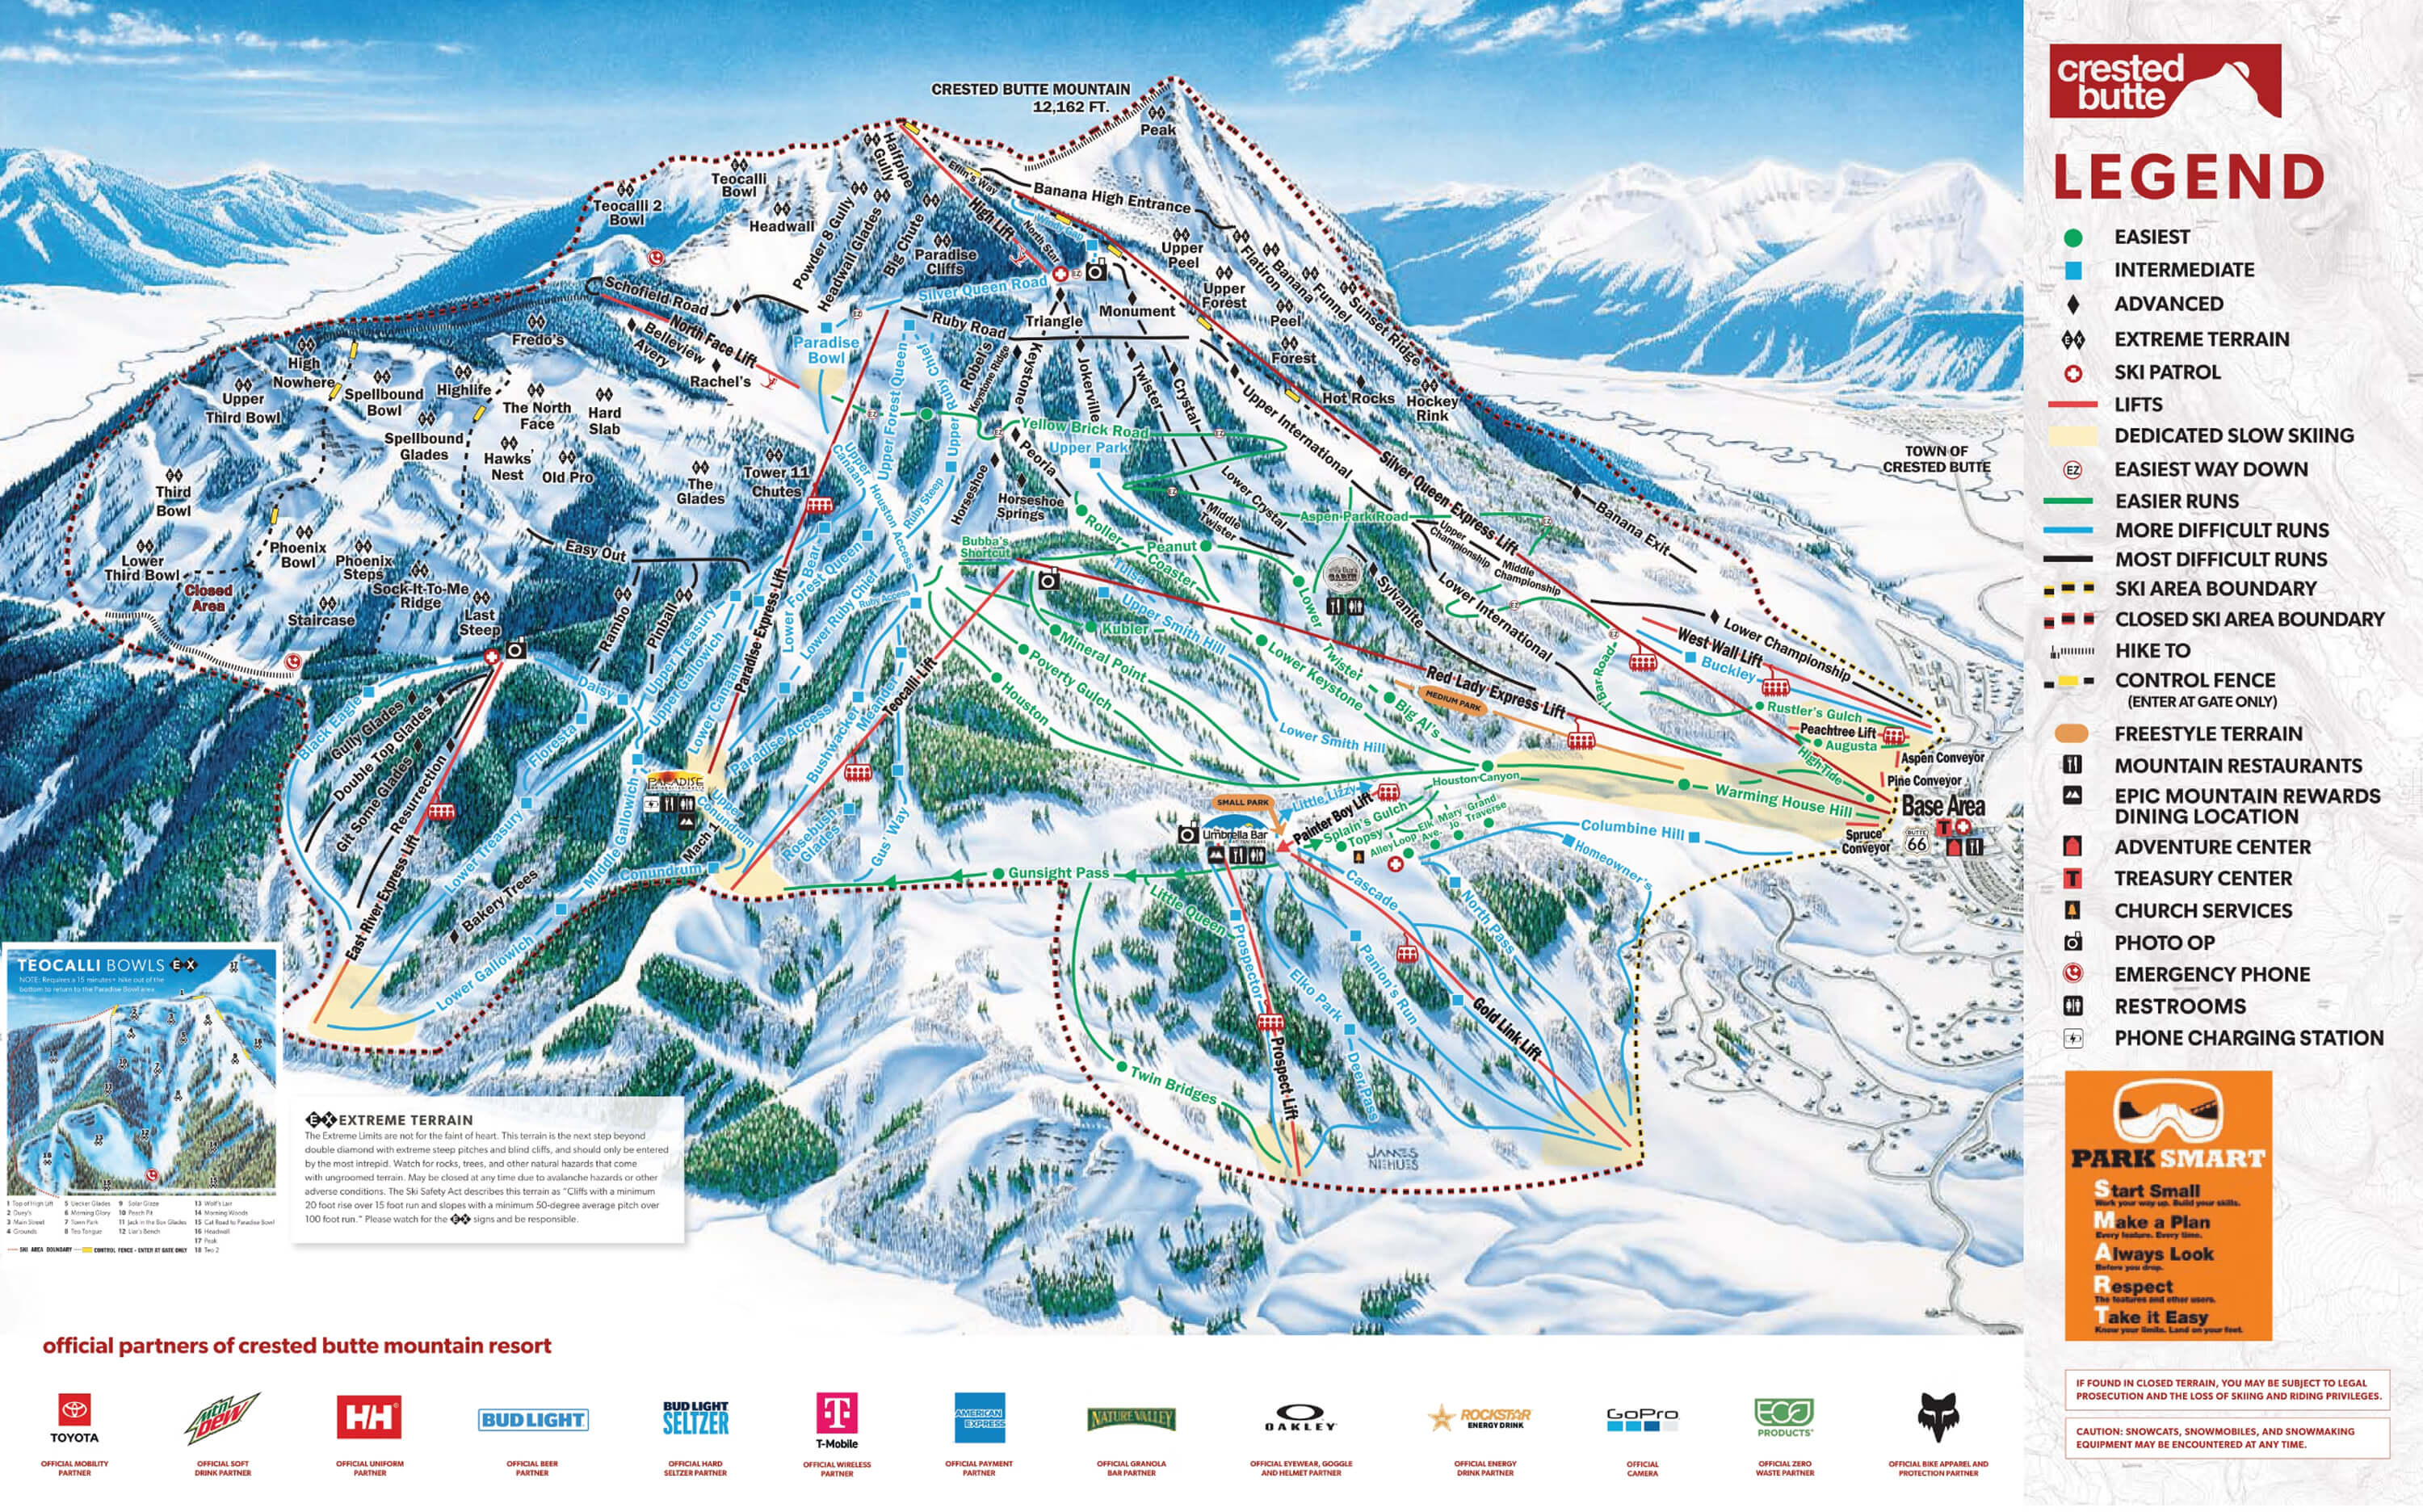 CRESTED BUTTE MOUNTAIN
12,162 FT.
Peak
Halfpipe
Gully
Teocalli
Bowl
Teocalli 2
Bowl
Headwall
Powder 8 Gully
Headwall Glades
Big Chute
Paradise
Cliffs
Effin's Way
High Lift
North Star
Banana High Entrance
Upper
Peel
Flatiron
Banana
Funnel
Sunset Ridge
Upper
Forest
Peel
Forest
Silver Queen Road
EZ
Triangle
Monument
Ruby Road
Schofield Road
North Face Lift
Belleview
Avery
Rachel's
Fredo's
Paradise
Bowl
High
Nowhere
Upper
Third Bowl
Spellbound
Bowl
Highlife
Spellbound
Glades
The North
Face
Hard
Slab
Hawks'
Nest
Old Pro
The
Glades
Tower 11
Chutes
Third
Bowl
Lower
Third Bowl
Phoenix
Bowl
Phoenix
Steps
Sock-It-To-Me
Ridge
Closed
Area
Staircase
Last
Step
Easy Out
Rambo
Pinball
Robel's
Keystone Ridge
Keystone
Jokerville
Twister
Crystal
Upper International
Hot Rocks
Hockey
Rink
Upper Forest Queen
Upper
Ruby Chief
Yellow Brick Road
Upper Park
Peoria
Horseshoe
Horseshoe
Springs
Upper
Canaan
Houston Access
Ruby Steep
Roller
Coaster
Peanut
Bubba's
Shortcut
Tulsa
Middle
Twister
Lower Crystal
Aspen Park Road
Upper
Championship
Middle
Championship
Silver Queen Express Lift
Banana Exit
TOWN OF
CRESTED BUTTE
Lower
Twister
Sylvanite
Lower International
Bear
Lower Forest Queen
Lower Ruby Chief
Ruby Access
Paradise Express Lift
Upper Treasury
Upper Gallowich
Lower Canaan
Kubler
Mineral Point
Poverty Gulch
Houston
Upper Smith Hill
Lower Smith Hill
Lower Keystone
Big Al's
Red Lady Express Lift
MEDIUM PARK
Bar Road
West Wall Lift
Buckley
Lower Championship
Rustler's Gulch
Peachtree Lift
Augusta
High Tide
Aspen Conveyor
Pine Conveyor
Base Area
Spruce
Conveyor
BUTTE
66
Warming House Hill
Houston Canyon
Daisy
Floresta
Black Eagle
Gully Glades
Double Top Glades
Git Some Glades
Resurrection
East River Express Lift
Lower Treasury
Middle Gallowich
Bakery Trees
Lower Gallowich
PARADISE
Paradise Access
Bushwacker
Meander
Teocalli Lift
Upper
Conundrum
Mach 1
Conundrum
Rosebush
Glades
Gus' Way
Gunsight Pass
SMALL PARK
Umbrella Bar
Little Lizzy
Painter Boy Lift
Splain's Gulch
Topsy
Alley Loop
Elk
Ave.
Mary
Jo
Grand
Traverse
Columbine Hill
Homeowner's
Cascade
North Pass
Little Queen
Prospector
Elko Park
Panion's Run
Gold Link Lift
Deer Pass
Prospect Lift
Twin Bridges
JAMES
NIEHUES
TEOCALLI BOWLS EX
NOTE: Requires a 15 minutes+ hike out of the
bottom to return to the Paradise Bowl area.
1 Top of High Lift
2 Dusy's
3 Main Street
4 Grounds
5 Uecker Glades
6 Morning Glory
7 Town Park
8 Teo Tongue
9 Solar Glaze
10 Peach Pit
11 Jack in the Box Glades
12 Liar's Bench
13 Wolf's Lair
14 Morning Woods
15 Cat Road to Paradise Bowl
16 Headwall
17 Peak
18 Teo 2
SKI AREA BOUNDARY
CONTROL FENCE - ENTER AT GATE ONLY
EX EXTREME TERRAIN
The Extreme Limits are not for the faint of heart. This terrain is the next step beyond
double diamond with extreme steep pitches and blind cliffs, and should only be entered
by the most intrepid. Watch for rocks, trees, and other natural hazards that come
with ungroomed terrain. May be closed at any time due to avalanche hazards or other
adverse conditions. The Ski Safety Act describes this terrain as “Cliffs with a minimum
20 foot rise over 15 foot run and slopes with a minimum 50-degree average pitch over
100 foot run.” Please watch for the EX signs and be responsible.
crested
butte
LEGEND
EASIEST
INTERMEDIATE
ADVANCED
EXTREME TERRAIN
SKI PATROL
LIFTS
DEDICATED SLOW SKIING
EZ EASIEST WAY DOWN
EASIER RUNS
MORE DIFFICULT RUNS
MOST DIFFICULT RUNS
SKI AREA BOUNDARY
CLOSED SKI AREA BOUNDARY
HIKE TO
CONTROL FENCE
(ENTER AT GATE ONLY)
FREESTYLE TERRAIN
MOUNTAIN RESTAURANTS
EPIC MOUNTAIN REWARDS
DINING LOCATION
ADVENTURE CENTER
T TREASURY CENTER
CHURCH SERVICES
PHOTO OP
EMERGENCY PHONE
RESTROOMS
PHONE CHARGING STATION
PARK SMART
Start Small
Work your way up. Build your skills.
Make a Plan
Every feature. Every time.
Always Look
Before you drop.
Respect
The features and other users.
Take it Easy
Know your limits. Land on your feet.
IF FOUND IN CLOSED TERRAIN, YOU MAY BE SUBJECT TO LEGAL
PROSECUTION AND THE LOSS OF SKIING AND RIDING PRIVILEGES.
CAUTION: SNOWCATS, SNOWMOBILES, AND SNOWMAKING
EQUIPMENT MAY BE ENCOUNTERED AT ANY TIME.
official partners of crested butte mountain resort
TOYOTA
OFFICIAL MOBILITY
PARTNER
mtn
DEW
OFFICIAL SOFT
DRINK PARTNER
H/H
OFFICIAL UNIFORM
PARTNER
BUD LIGHT
OFFICIAL BEER
PARTNER
BUD LIGHT
SELTZER
OFFICIAL HARD
SELTZER PARTNER
T
T-Mobile
OFFICIAL WIRELESS
PARTNER
AMERICAN
EXPRESS
OFFICIAL PAYMENT
PARTNER
NATURE VALLEY
OFFICIAL GRANOLA
BAR PARTNER
OAKLEY
OFFICIAL EYEWEAR, GOGGLE
AND HELMET PARTNER
ROCKSTAR
ENERGY DRINK
OFFICIAL ENERGY
DRINK PARTNER
GoPro
OFFICIAL
CAMERA
ECO
PRODUCTS
OFFICIAL ZERO
WASTE PARTNER
OFFICIAL BIKE APPAREL AND
PROTECTION PARTNER